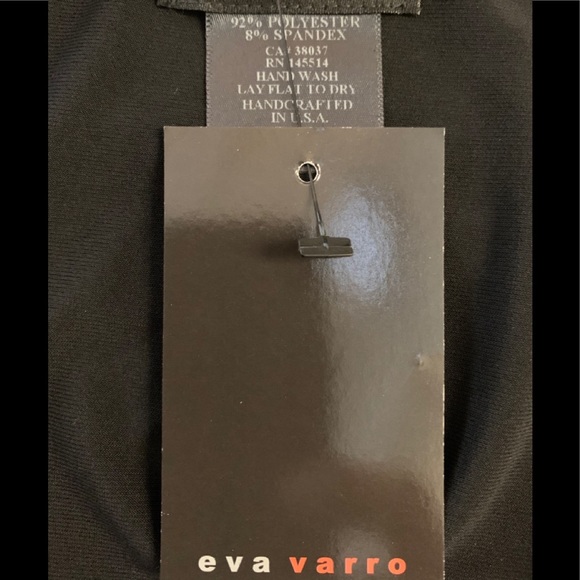 92% POLYESTER
8% SPANDEX
CA# 38037
RN 145514
HAND WASH
LAY FLAT TO DRY
HANDCRAFTED
IN U.S.A.
eva varro